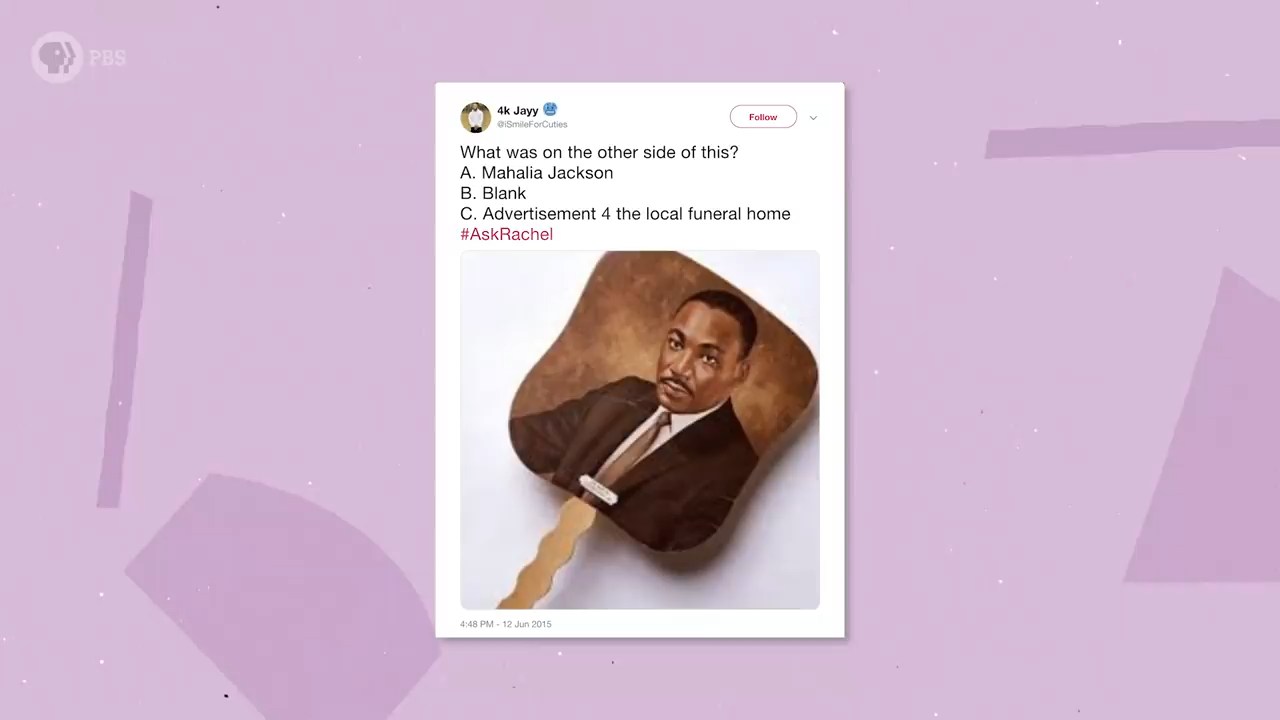 PBS
4k Jayy
@iSmileForCuties
Follow
What was on the other side of this?
A. Mahalia Jackson
B. Blank
C. Advertisement 4 the local funeral home
#AskRachel
4:48 PM - 12 Jun 2015